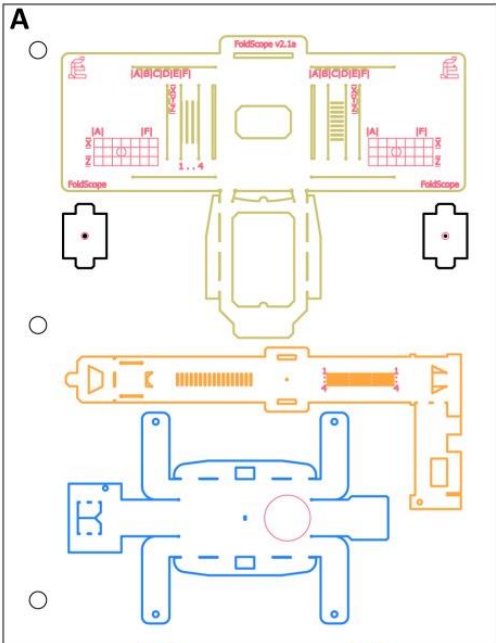 A
FoldScope v2.1a
|A|B|C|D|E|F| |A|B|C|D|E|F|
|A| |F| |A| |F|
1 . . 4
FoldScope FoldScope
1 1
4 4